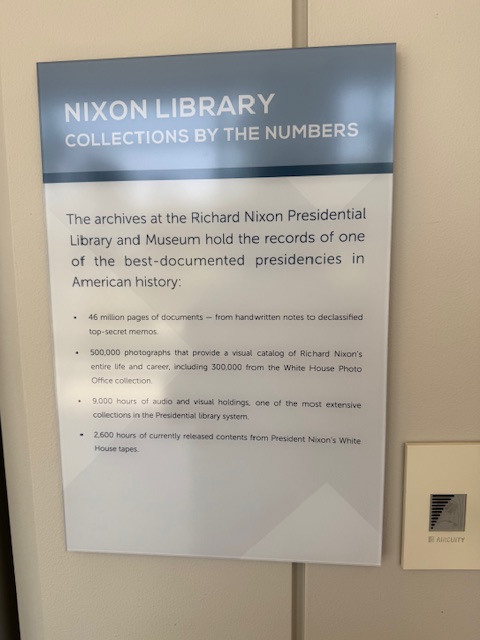 NIXON LIBRARY
COLLECTIONS BY THE NUMBERS
The archives at the Richard Nixon Presidential
Library and Museum hold the records of one
of the best-documented presidencies in
American history:
• 46 million pages of documents — from handwritten notes to declassified
top-secret memos.
• 500,000 photographs that provide a visual catalog of Richard Nixon's
entire life and career, including 300,000 from the White House Photo
Office collection.
• 9,000 hours of audio and visual holdings, one of the most extensive
collections in the Presidential library system.
• 2,600 hours of currently released contents from President Nixon's White
House tapes.
ARCUITY